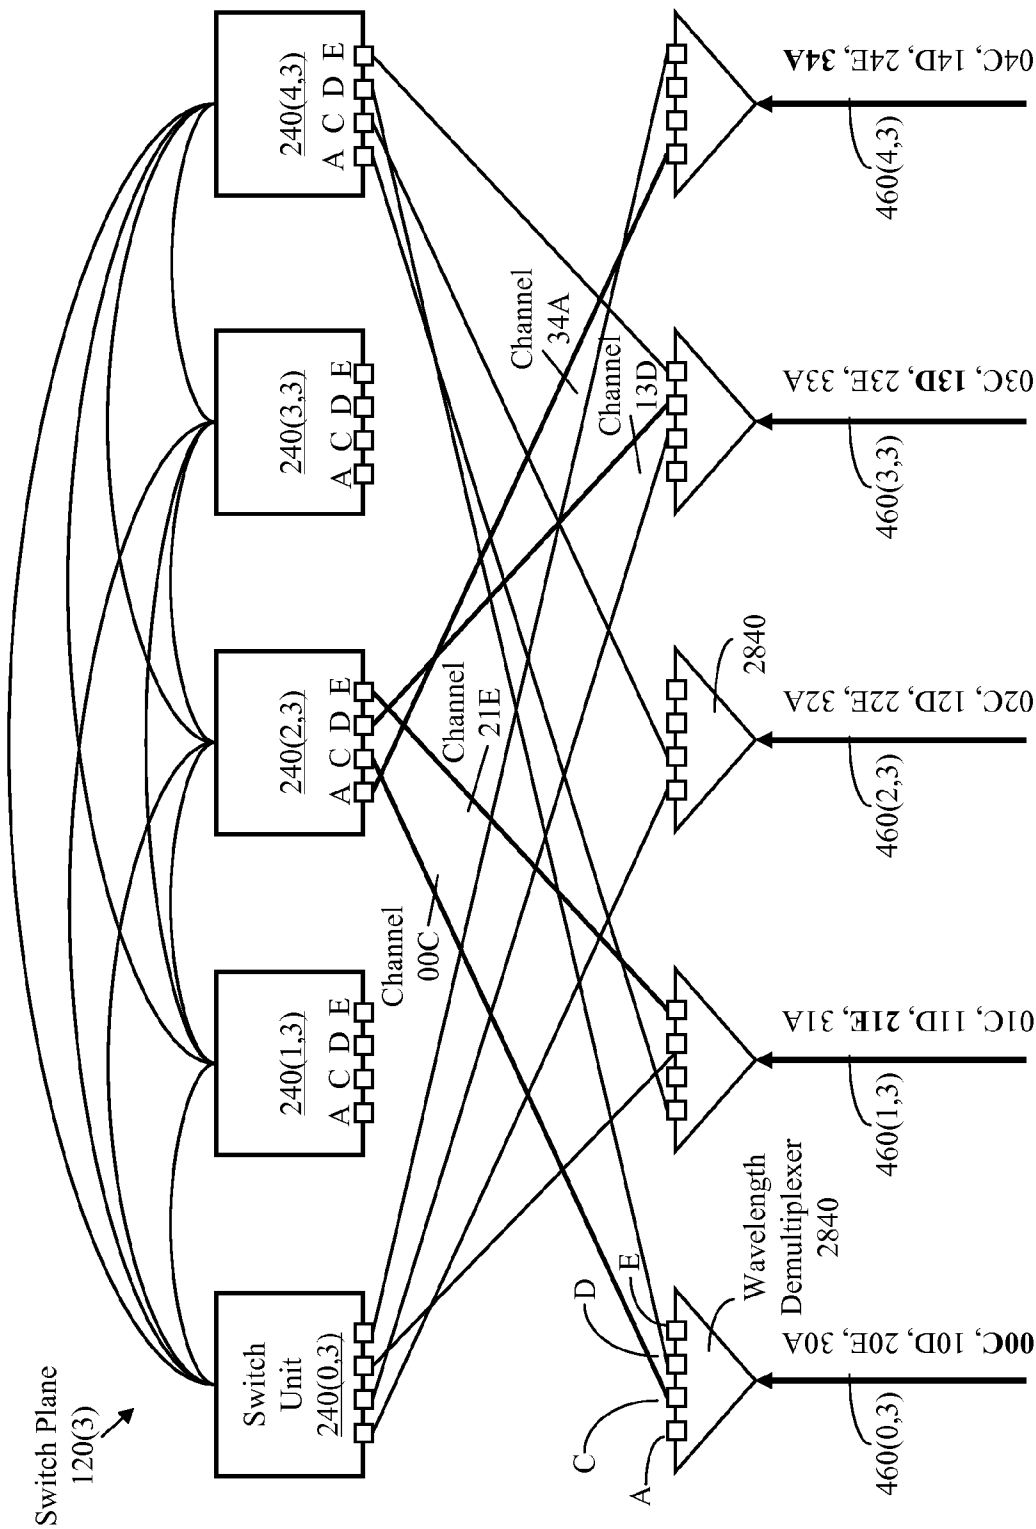 Switch Plane
120(3)
Switch
Unit
240(0,3)
240(1,3)
A C D E
240(2,3)
A C D E
240(3,3)
A C D E
240(4,3)
A C D E
Channel
00C
Channel
21E
Channel
13D
Channel
34A
A
C
D
E
Wavelength
Demultiplexer
2840
2840
460(0,3)
00C, 10D, 20E, 30A
460(1,3)
01C, 11D, 21E, 31A
460(2,3)
02C, 12D, 22E, 32A
460(3,3)
03C, 13D, 23E, 33A
460(4,3)
04C, 14D, 24E, 34A